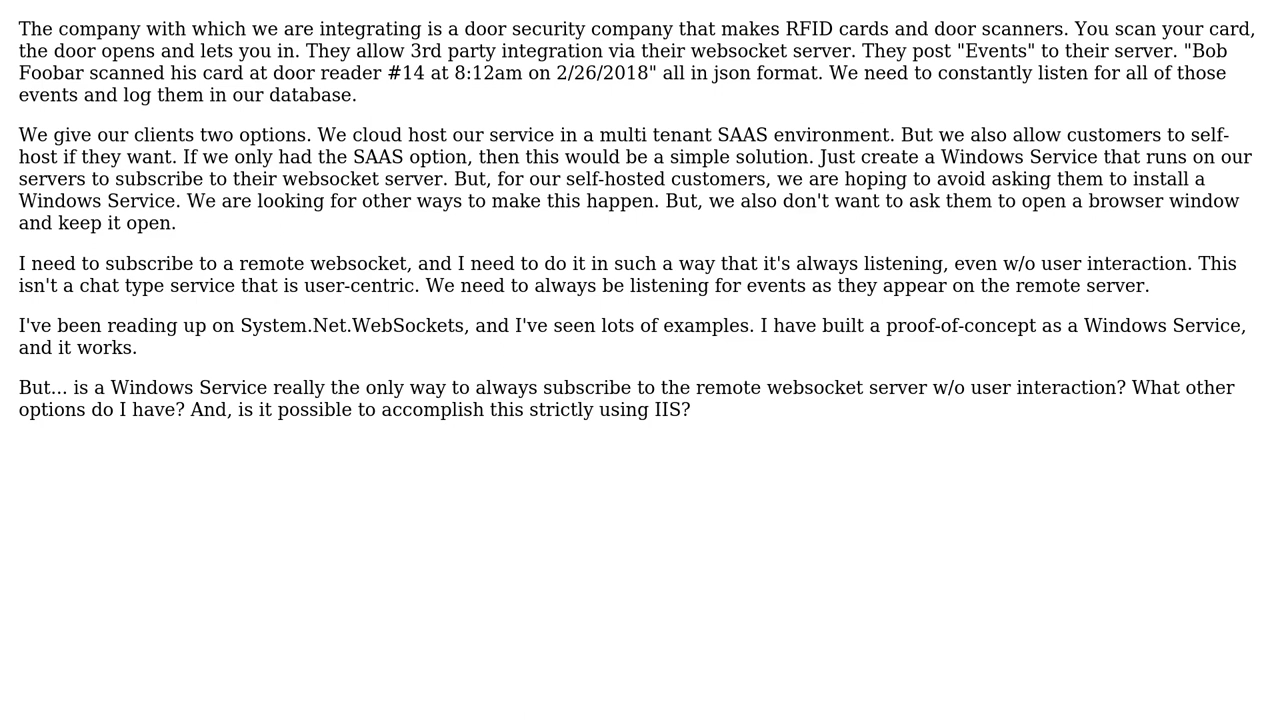 The company with which we are integrating is a door security company that makes RFID cards and door scanners. You scan your card,
the door opens and lets you in. They allow 3rd party integration via their websocket server. They post "Events" to their server. "Bob
Foobar scanned his card at door reader #14 at 8:12am on 2/26/2018" all in json format. We need to constantly listen for all of those
events and log them in our database.
We give our clients two options. We cloud host our service in a multi tenant SAAS environment. But we also allow customers to self-
host if they want. If we only had the SAAS option, then this would be a simple solution. Just create a Windows Service that runs on our
servers to subscribe to their websocket server. But, for our self-hosted customers, we are hoping to avoid asking them to install a
Windows Service. We are looking for other ways to make this happen. But, we also don't want to ask them to open a browser window
and keep it open.
I need to subscribe to a remote websocket, and I need to do it in such a way that it's always listening, even w/o user interaction. This
isn't a chat type service that is user-centric. We need to always be listening for events as they appear on the remote server.
I've been reading up on System.Net.WebSockets, and I've seen lots of examples. I have built a proof-of-concept as a Windows Service,
and it works.
But... is a Windows Service really the only way to always subscribe to the remote websocket server w/o user interaction? What other
options do I have? And, is it possible to accomplish this strictly using IIS?